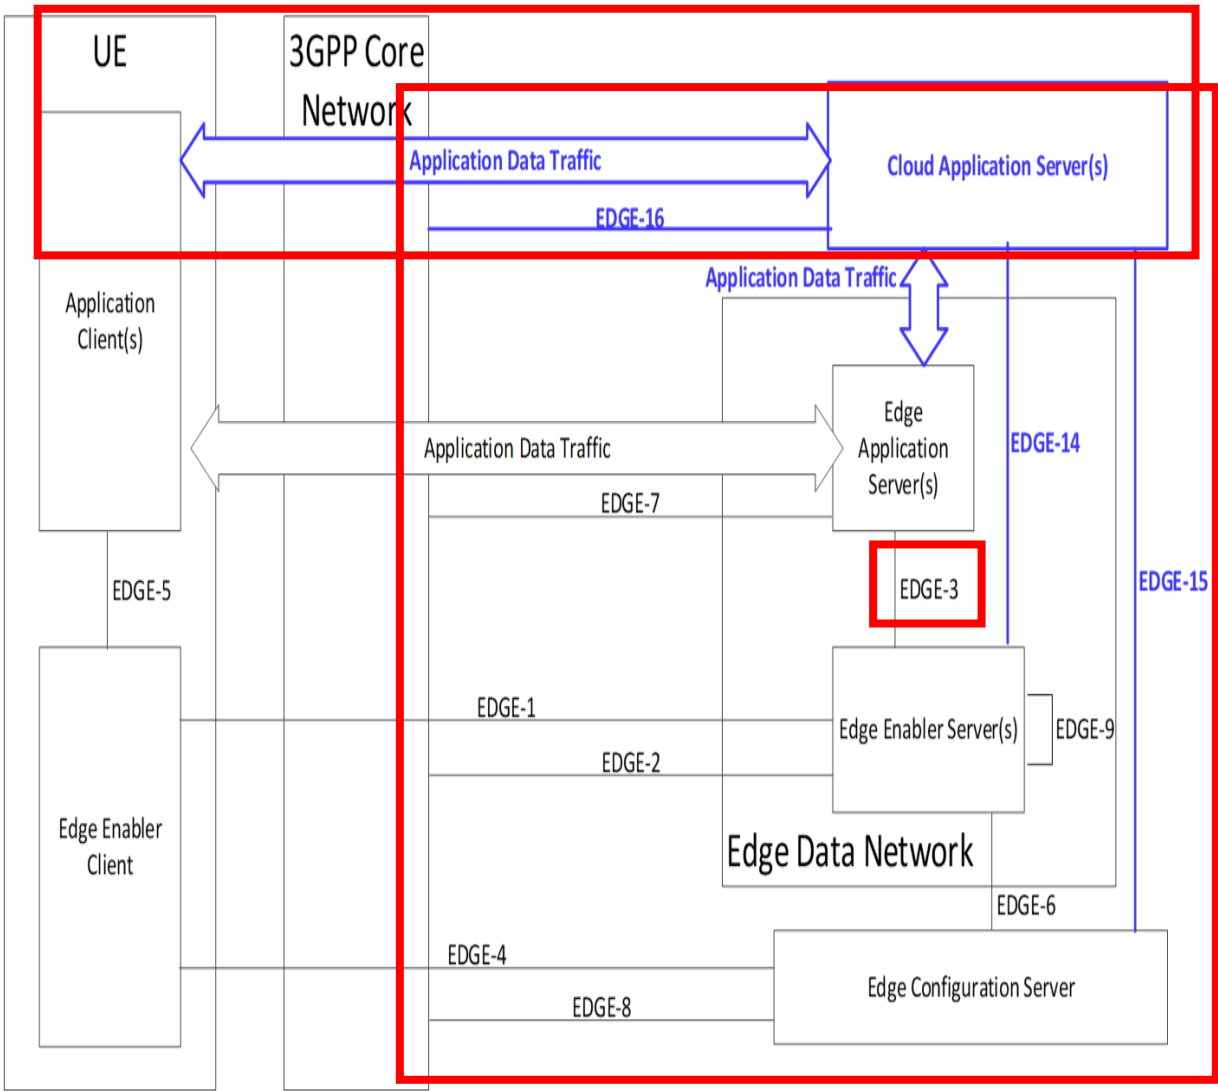 UE
3GPP Core
Network
Application Data Traffic
Cloud Application Server(s)
EDGE-16
Application Data Traffic
Application
Client(s)
Edge
Application
Server(s)
EDGE-14
Application Data Traffic
EDGE-7
EDGE-5
EDGE-3
EDGE-15
EDGE-1
Edge Enabler Server(s)
EDGE-9
EDGE-2
Edge Enabler
Client
Edge Data Network
EDGE-6
EDGE-4
Edge Configuration Server
EDGE-8